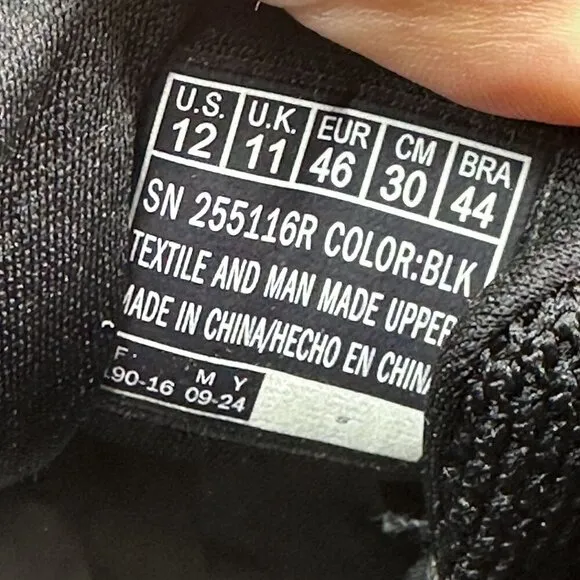 U.S. U.K. EUR CM BRA
12 11 46 30 44
SN 255116R COLOR:BLK
TEXTILE AND MAN MADE UPPER
MADE IN CHINA/HECHO EN CHINA
F. M Y
.90-16 09-24